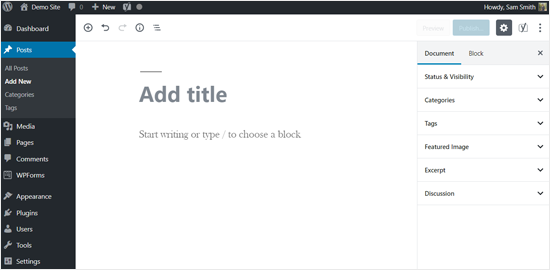 Demo Site
0
New
Howdy, Sam Smith
Dashboard
Posts
All Posts
Add New
Categories
Tags
Media
Pages
Comments
WPForms
Appearance
Plugins
Users
Tools
Settings
Preview
Publish...
Add title
Start writing or type / to choose a block
Document
Block
Status & Visibility
Categories
Tags
Featured Image
Excerpt
Discussion